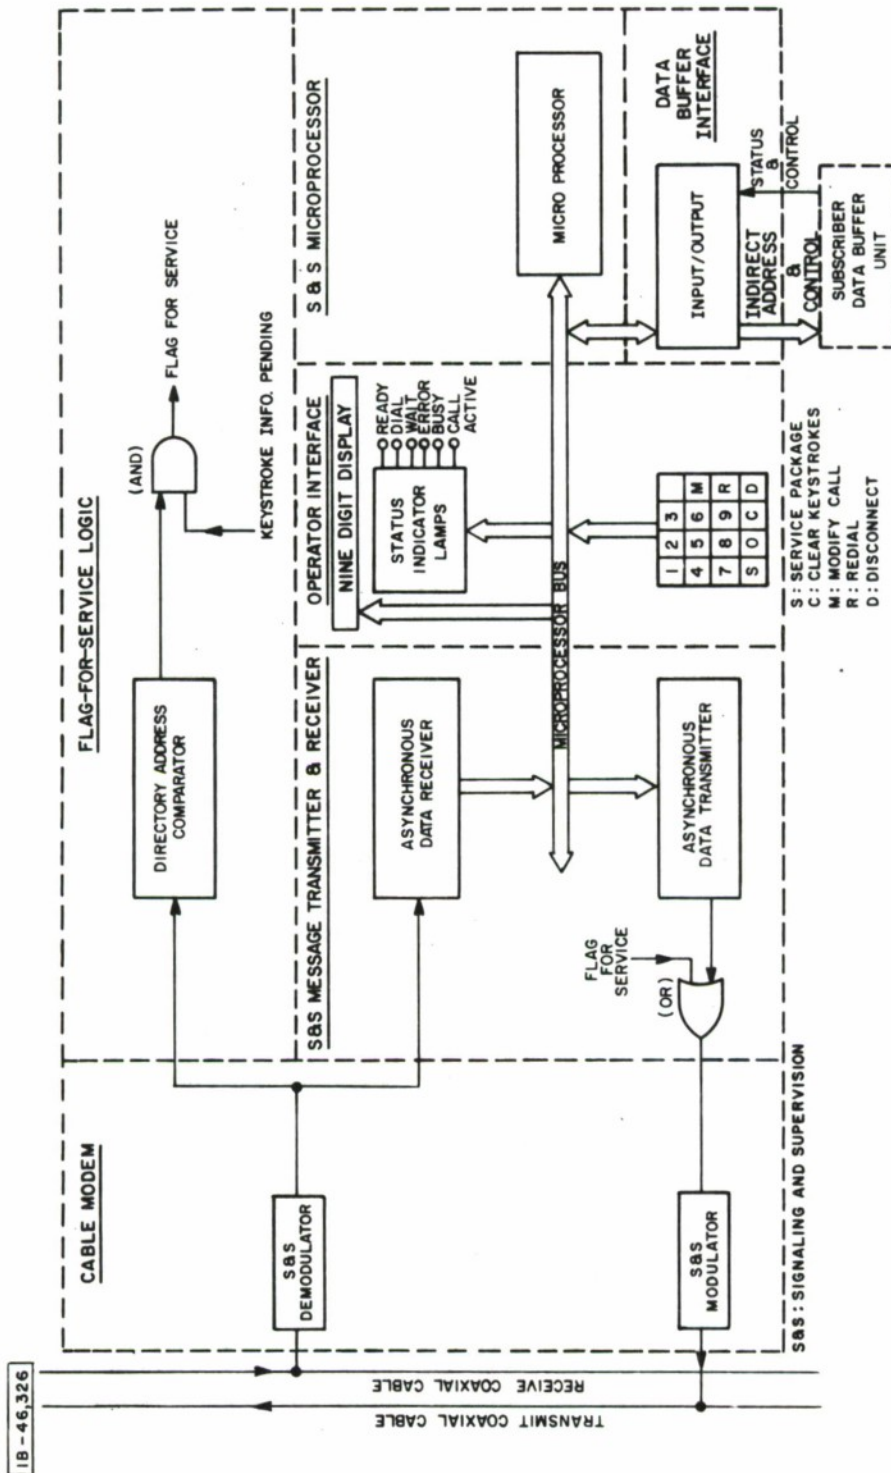 IB-46,326
TRANSMIT COAXIAL CABLE
RECEIVE COAXIAL CABLE
CABLE MODEM
S&S
DEMODULATOR
S&S
MODULATOR
S&S: SIGNALING AND SUPERVISION
FLAG-FOR-SERVICE LOGIC
DIRECTORY ADDRESS
COMPARATOR
(AND)
FLAG FOR SERVICE
KEYSTROKE INFO. PENDING
S&S MESSAGE TRANSMITTER & RECEIVER
ASYNCHRONOUS
DATA RECEIVER
MICROPROCESSOR BUS
FLAG
FOR
SERVICE
(OR)
ASYNCHRONOUS
DATA TRANSMITTER
OPERATOR INTERFACE
NINE DIGIT DISPLAY
STATUS
INDICATOR
LAMPS
READY
DIAL
WAIT
ERROR
BUSY
CALL
ACTIVE
1 2 3
4 5 6 M
7 8 9 R
S O C D
S: SERVICE PACKAGE
C: CLEAR KEYSTROKES
M: MODIFY CALL
R: REDIAL
D: DISCONNECT
S & S MICROPROCESSOR
MICRO PROCESSOR
DATA
BUFFER
INTERFACE
INPUT/OUTPUT
INDIRECT
ADDRESS
&
CONTROL
STATUS
&
CONTROL
SUBSCRIBER
DATA BUFFER
UNIT